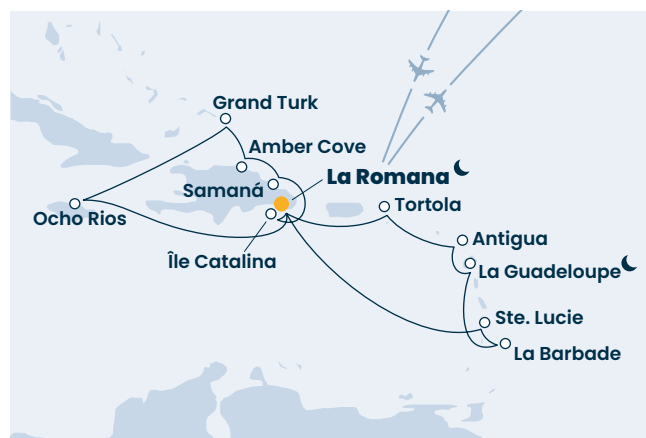 Grand Turk
Amber Cove
La Romana
Samaná
Tortola
Ocho Rios
Antigua
Île Catalina
La Guadeloupe
Ste. Lucie
La Barbade